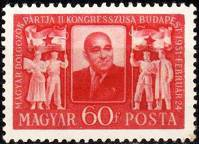 MAGYAR DOLGOZÓK PÁRTJA II KONGRESSZUSA BUDAPEST 1951 FEBRUÁR 24
60f
MAGYAR POSTA